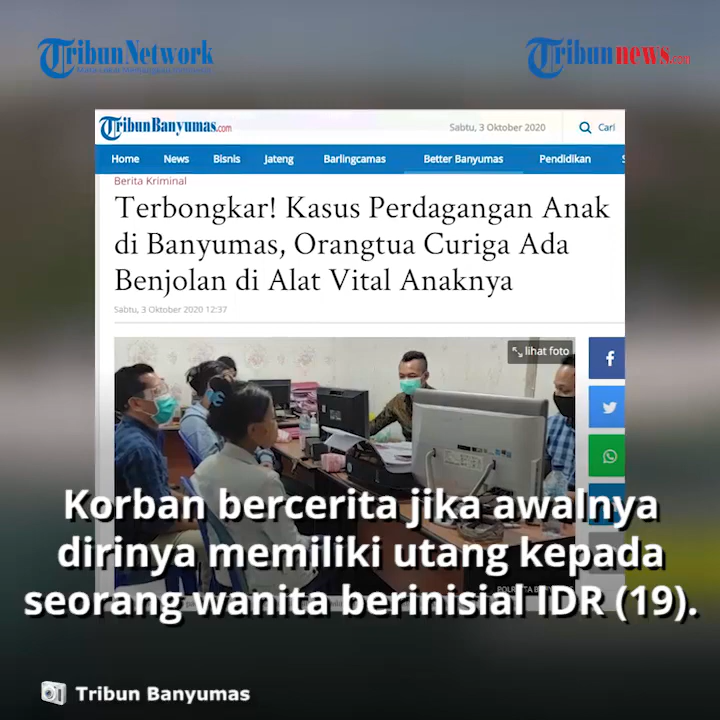 Tribun Network
Tribunnews.com
TribunBanyumas.com
Sabtu, 3 Oktober 2020
Cari
Home News Bisnis Jateng Barlingcamas Better Banyumas Pendidikan S
Berita Kriminal
Terbongkar! Kasus Perdagangan Anak
di Banyumas, Orangtua Curiga Ada
Benjolan di Alat Vital Anaknya
Sabtu, 3 Oktober 2020 12:37
lihat foto
Korban bercerita jika awalnya
dirinya memiliki utang kepada
seorang wanita berinisial IDR (19).
Tribun Banyumas